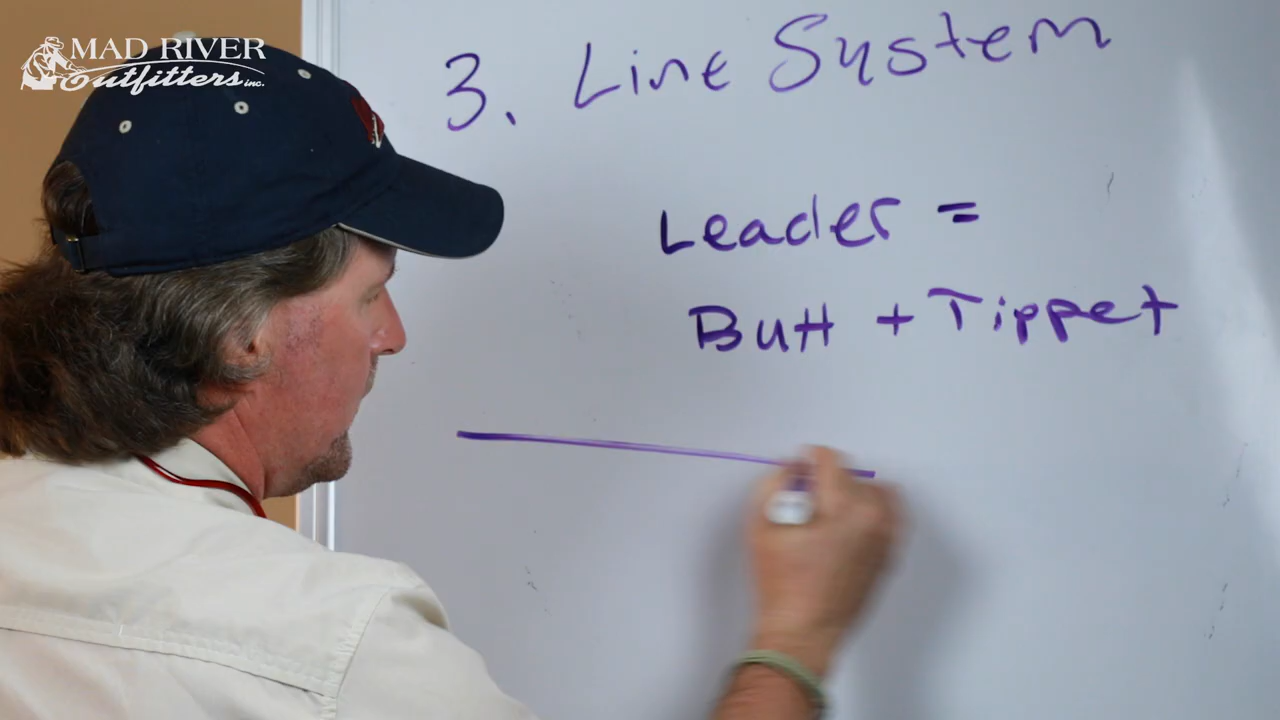 MAD RIVER
Outfitters inc.
3. Line System
Leader =
Butt + Tippet